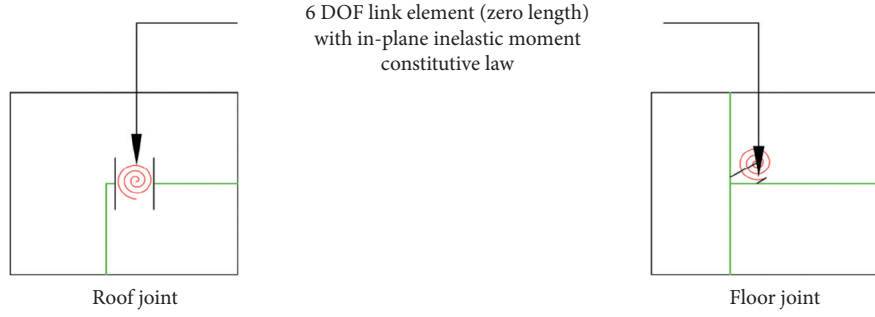 6 DOF link element (zero length)
with in-plane inelastic moment
constitutive law
Roof joint
Floor joint